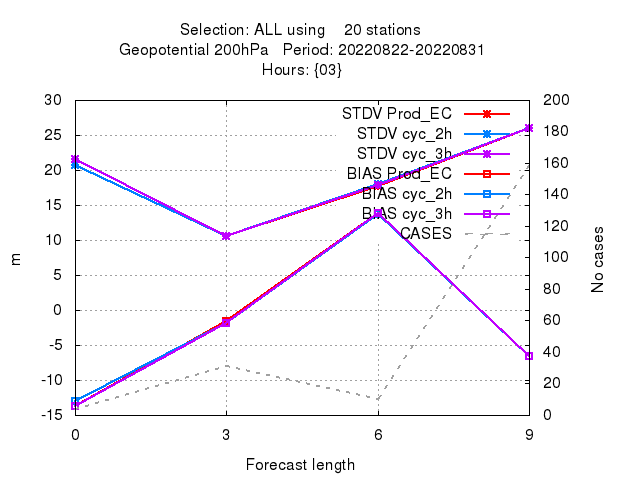 Selection: ALL using    20 stations
Geopotential 200hPa   Period: 20220822-20220831
Hours: {03}
30
25
20
15
10
5
0
-5
-10
-15
200
180
160
140
120
100
80
60
40
20
0
STDV Prod_EC
STDV cyc_2h
STDV cyc_3h
BIAS Prod_EC
BIAS cyc_2h
BIAS cyc_3h
CASES
m
No cases
0 3 6 9
Forecast length